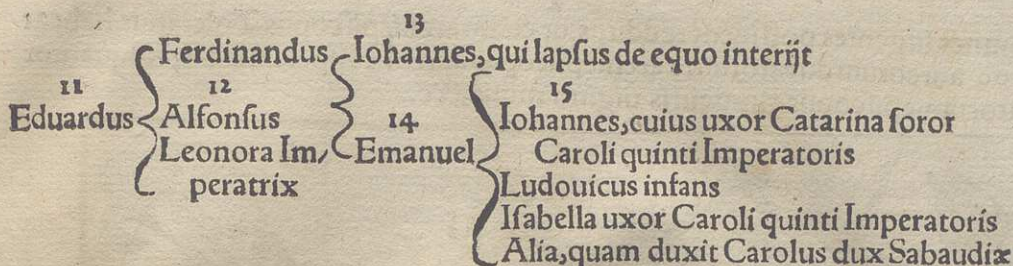 13
Ferdinandus Iohannes, qui lapſus de equo interijt
11 12 15
Eduardus Alfonſus 14 Iohannes, cuius uxor Catarina ſoror
Leonora Im, Emanuel Caroli quinti Imperatoris
peratrix Ludouicus infans
Iſabella uxor Caroli quinti Imperatoris
Alia, quam duxit Carolus dux Sabaudiæ